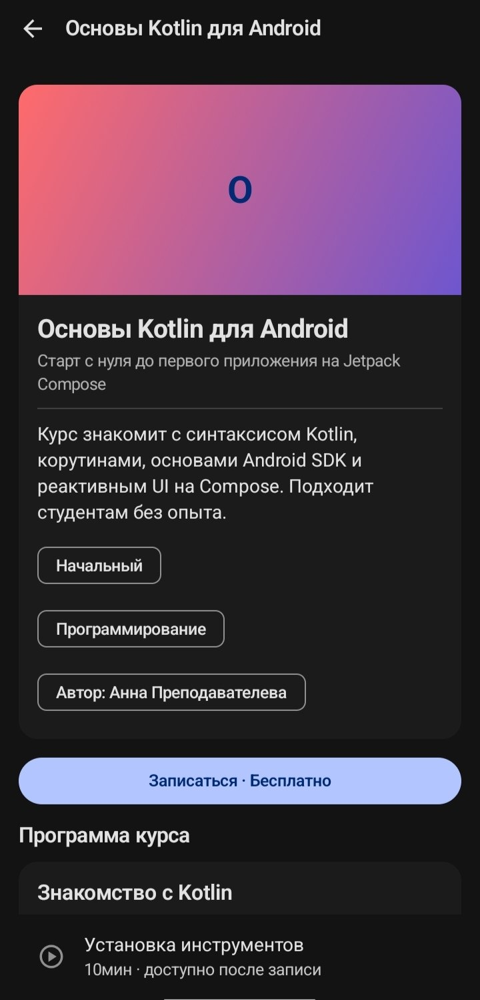 Основы Kotlin для Android
О
Основы Kotlin для Android
Старт с нуля до первого приложения на Jetpack
Compose
Курс знакомит с синтаксисом Kotlin,
корутинами, основами Android SDK и
реактивным UI на Compose. Подходит
студентам без опыта.
Начальный
Программирование
Автор: Анна Преподавателева
Записаться · Бесплатно
Программа курса
Знакомство с Kotlin
Установка инструментов
10мин · доступно после записи